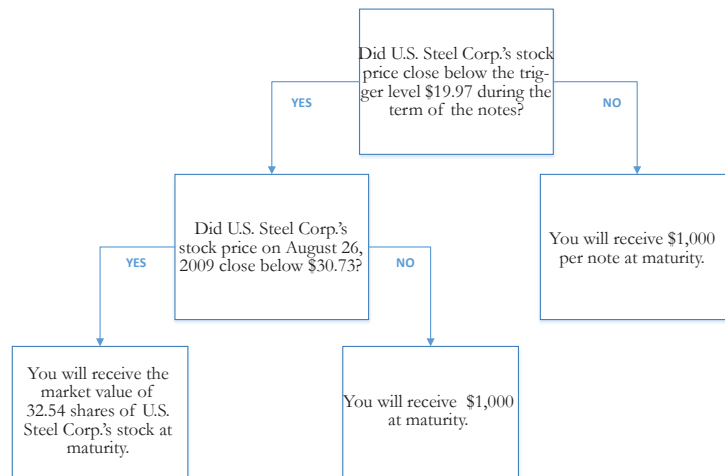 Did U.S. Steel Corp.'s stock
price close below the trig-
ger level $19.97 during the
term of the notes?
YES
NO
Did U.S. Steel Corp.'s
stock price on August 26,
2009 close below $30.73?
You will receive $1,000
per note at maturity.
YES
NO
You will receive the
market value of
32.54 shares of U.S.
Steel Corp.'s stock at
maturity.
You will receive $1,000
at maturity.